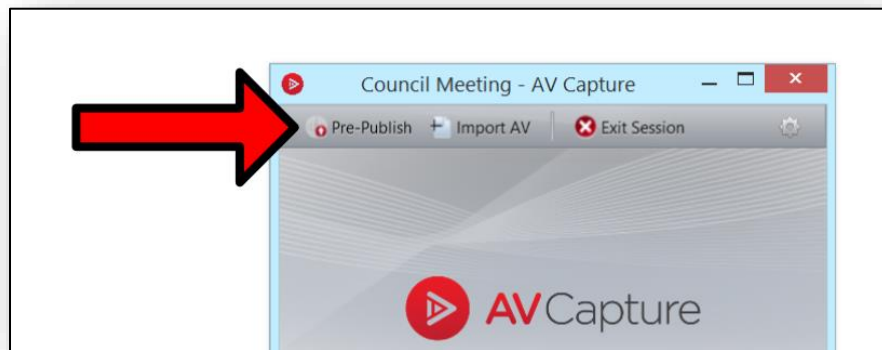 Council Meeting - AV Capture
Pre-Publish Import AV Exit Session
AVCapture